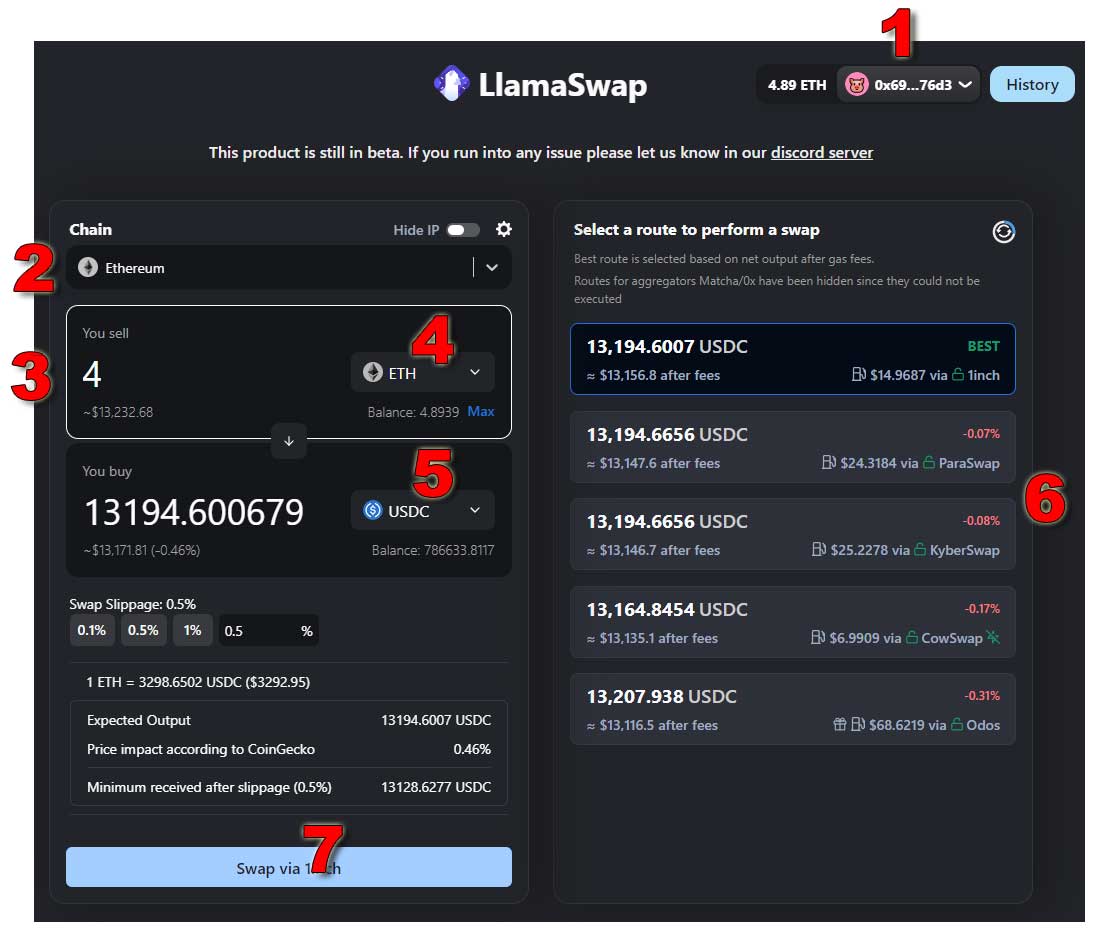 1
LlamaSwap
4.89 ETH
0x69...76d3
History
This product is still in beta. If you run into any issue please let us know in our discord server
Chain
Hide IP
2
Ethereum
You sell
3
4
4
ETH
~$13,232.68
Balance: 4.8939 Max
You buy
5
13194.600679
USDC
~$13,171.81 (-0.46%)
Balance: 786633.8117
Swap Slippage: 0.5%
0.1%
0.5%
1%
0.5 %
1 ETH = 3298.6502 USDC ($3292.95)
Expected Output 13194.6007 USDC
Price impact according to CoinGecko 0.46%
Minimum received after slippage (0.5%) 13128.6277 USDC
7
Swap via 1inch
Select a route to perform a swap
Best route is selected based on net output after gas fees.
Routes for aggregators Matcha/0x have been hidden since they could not be
executed
13,194.6007 USDC BEST
≈ $13,156.8 after fees $14.9687 via 1inch
13,194.6656 USDC -0.07%
≈ $13,147.6 after fees $24.3184 via ParaSwap
6
13,194.6656 USDC -0.08%
≈ $13,146.7 after fees $25.2278 via KyberSwap
13,164.8454 USDC -0.17%
≈ $13,135.1 after fees $6.9909 via CowSwap
13,207.938 USDC -0.31%
≈ $13,116.5 after fees $68.6219 via Odos